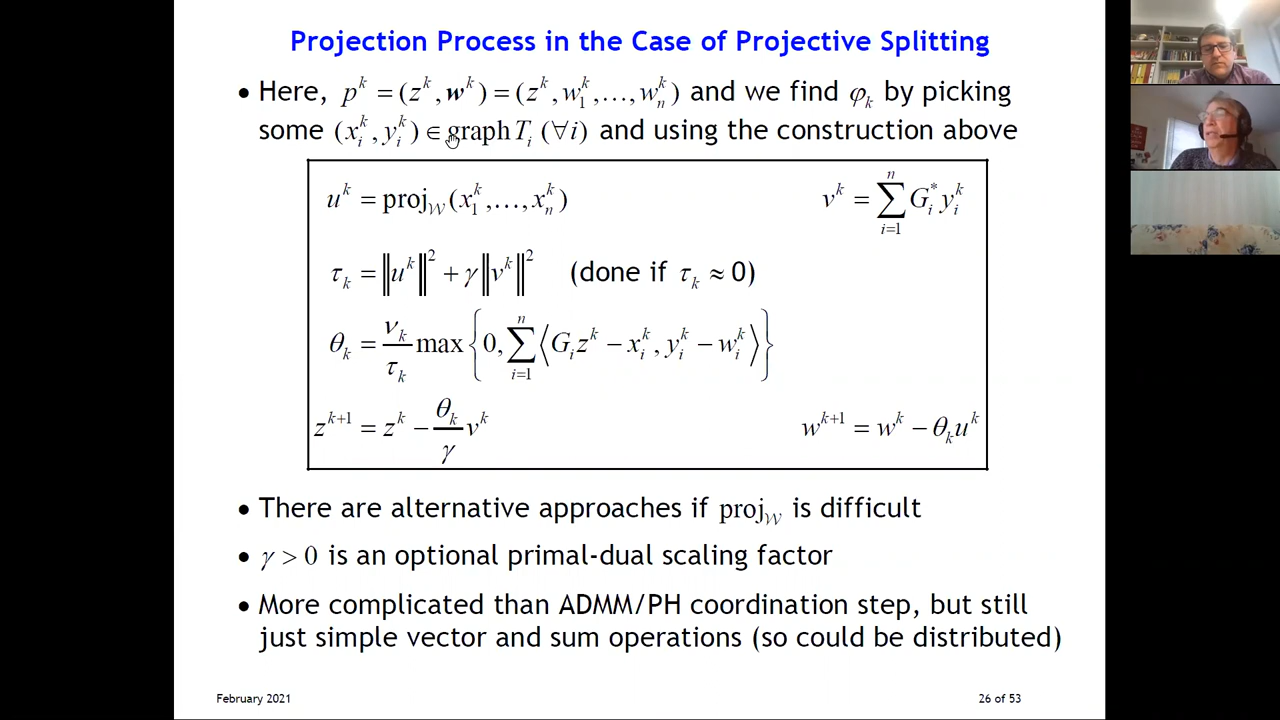 Projection Process in the Case of Projective Splitting
• Here, p^k = (z^k, w^k) = (z^k, w_1^k, …, w_n^k) and we find φ_k by picking
some (x_i^k, y_i^k) ∈ graph T_i (∀i) and using the construction above
u^k = proj_𝒲(x_1^k, …, x_n^k) v^k = ∑_{i=1}^n G_i^* y_i^k
τ_k = ‖u^k‖^2 + γ‖v^k‖^2 (done if τ_k ≈ 0)
θ_k = ν_k/τ_k max{0, ∑_{i=1}^n ⟨G_i z^k − x_i^k, y_i^k − w_i^k⟩}
z^{k+1} = z^k − θ_k/γ v^k w^{k+1} = w^k − θ_k u^k
• There are alternative approaches if proj_𝒲 is difficult
• γ > 0 is an optional primal-dual scaling factor
• More complicated than ADMM/PH coordination step, but still
just simple vector and sum operations (so could be distributed)
February 2021 26 of 53